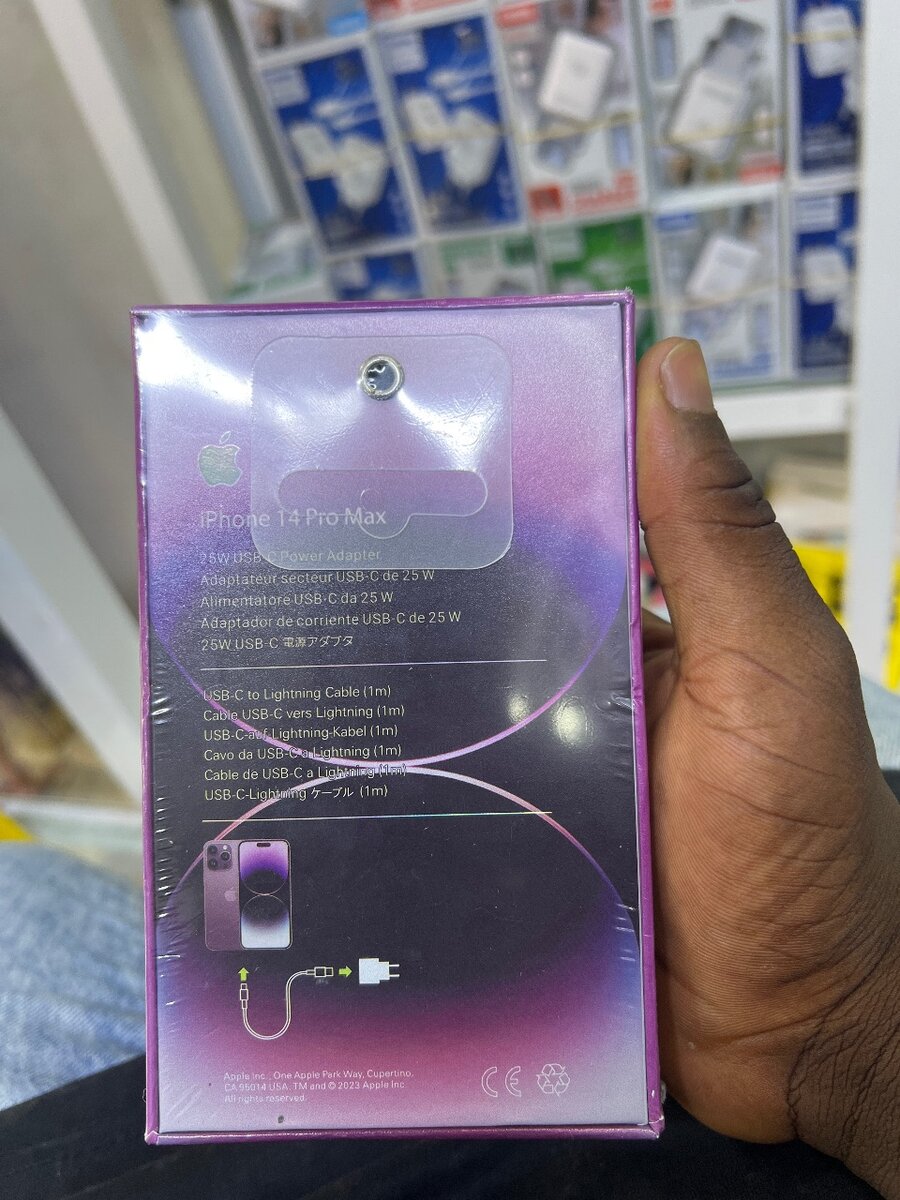 iPhone 14 Pro Max
25W USB-C Power Adapter
Adaptateur secteur USB-C de 25 W
Alimentatore USB-C da 25 W
Adaptador de corriente USB-C de 25 W
25W USB-C 電源アダプタ
USB-C to Lightning Cable (1m)
Cable USB-C vers Lightning (1m)
USB-C-auf-Lightning-Kabel (1m)
Cavo da USB-C a Lightning (1m)
Cable de USB-C a Lightning (1m)
USB-C-Lightning ケーブル (1m)
Apple Inc., One Apple Park Way, Cupertino,
CA 95014 USA. TM and © 2023 Apple Inc.
All rights reserved.
CE